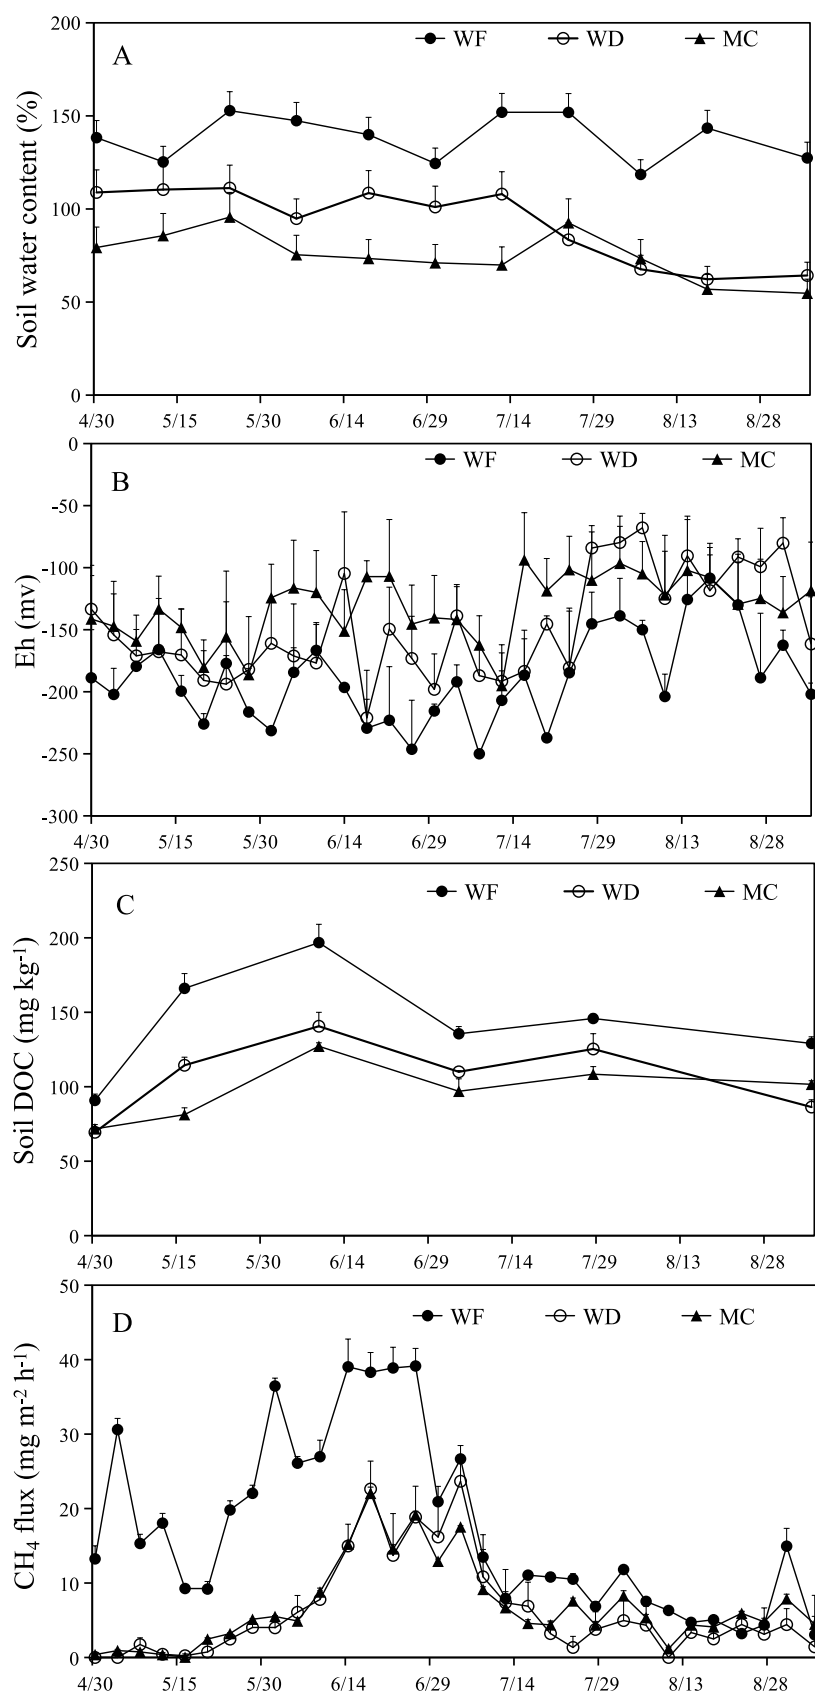 200
A
WF WD MC
150
100
50
0
Soil water content (%)
4/30 5/15 5/30 6/14 6/29 7/14 7/29 8/13 8/28
0
B
WF WD MC
-50
-100
-150
-200
-250
-300
Eh (mv)
4/30 5/15 5/30 6/14 6/29 7/14 7/29 8/13 8/28
250
C
WF WD MC
200
150
100
50
0
Soil DOC (mg kg⁻¹)
4/30 5/15 5/30 6/14 6/29 7/14 7/29 8/13 8/28
50
D
WF WD MC
40
30
20
10
0
CH₄ flux (mg m⁻² h⁻¹)
4/30 5/15 5/30 6/14 6/29 7/14 7/29 8/13 8/28